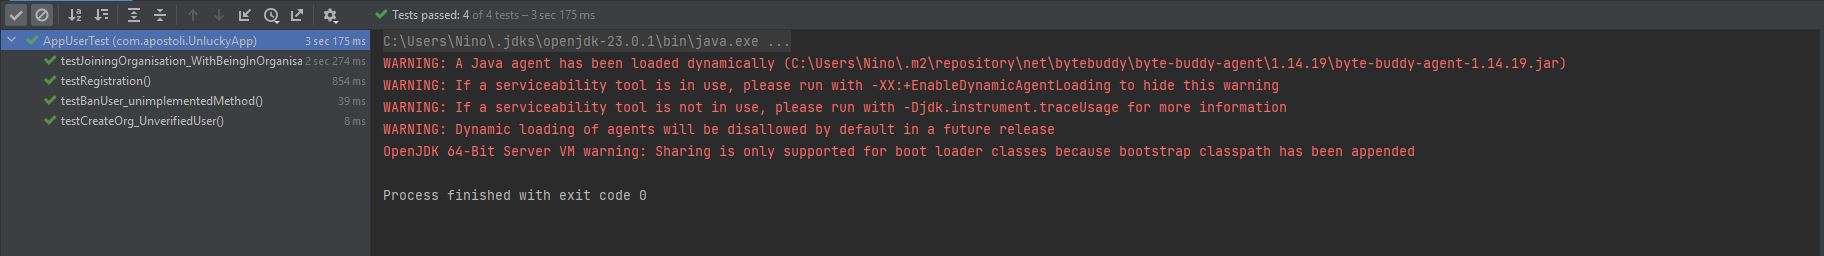 Tests passed: 4 of 4 tests – 3 sec 175 ms
AppUserTest (com.apostoli.UnluckyApp) 3 sec 175 ms
testJoiningOrganisation_WithBeingInOrganisa 2 sec 274 ms
testRegistration() 854 ms
testBanUser_unimplementedMethod() 39 ms
testCreateOrg_UnverifiedUser() 8 ms
C:\Users\Nino\.jdks\openjdk-23.0.1\bin\java.exe ...
WARNING: A Java agent has been loaded dynamically (C:\Users\Nino\.m2\repository\net\bytebuddy\byte-buddy-agent\1.14.19\byte-buddy-agent-1.14.19.jar)
WARNING: If a serviceability tool is in use, please run with -XX:+EnableDynamicAgentLoading to hide this warning
WARNING: If a serviceability tool is not in use, please run with -Djdk.instrument.traceUsage for more information
WARNING: Dynamic loading of agents will be disallowed by default in a future release
OpenJDK 64-Bit Server VM warning: Sharing is only supported for boot loader classes because bootstrap classpath has been appended
Process finished with exit code 0